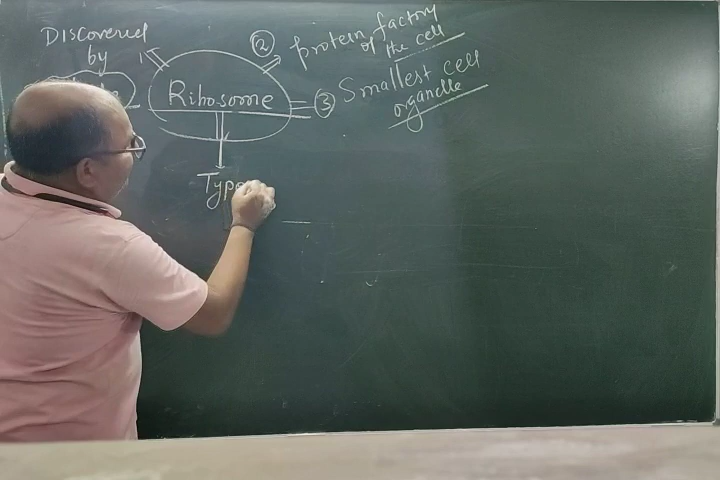 Discovered
by
② protein factory
of the cell
Ribosome
③ Smallest cell
organelle
Type